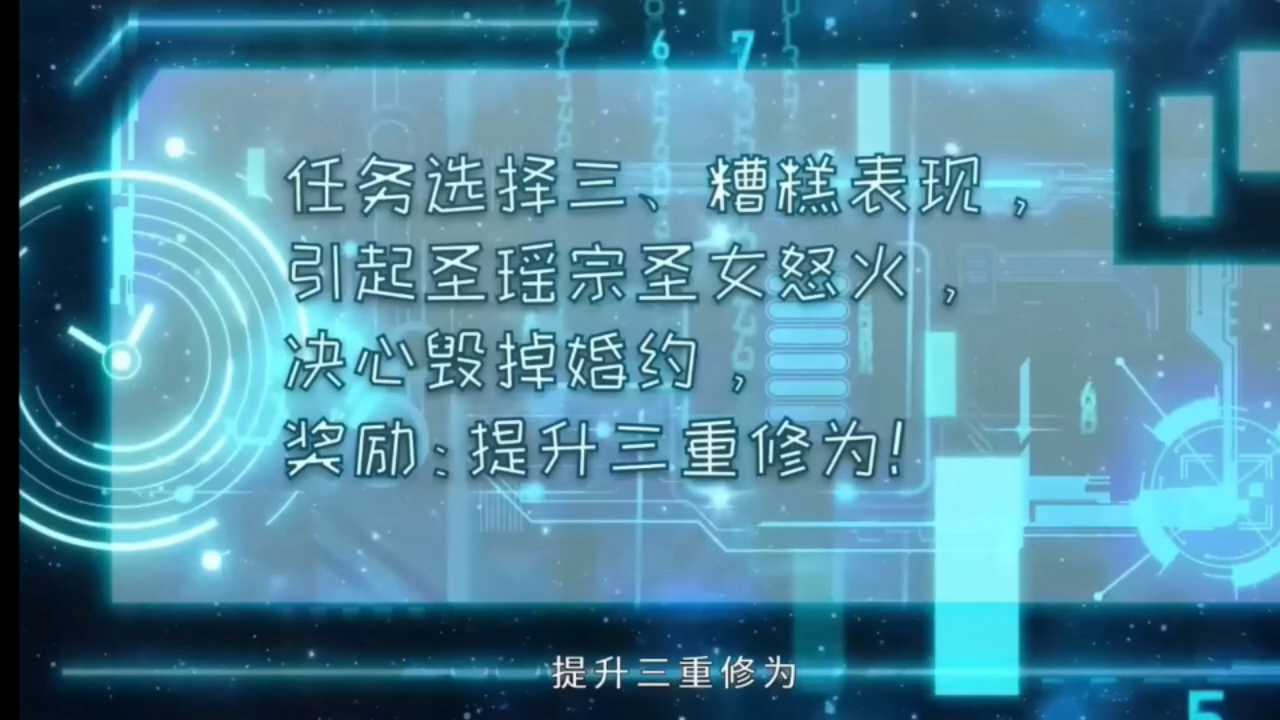 任务选择三、糟糕表现，
引起圣瑶宗圣女怒火，
决心毁掉婚约，
奖励:提升三重修为!
提升三重修为